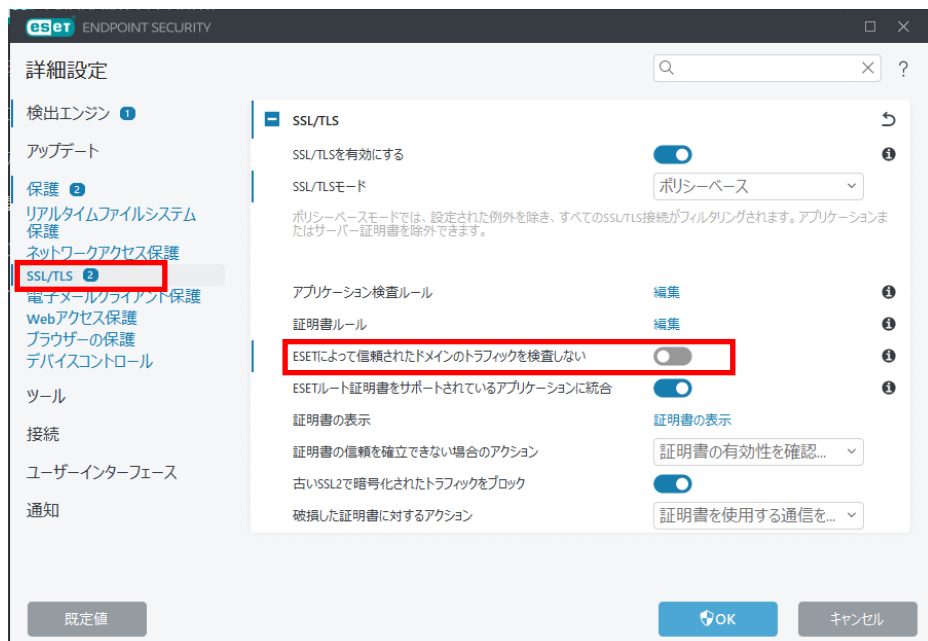 eset ENDPOINT SECURITY
詳細設定
?
検出エンジン 1
アップデート
保護 2
リアルタイムファイルシステム
保護
ネットワークアクセス保護
SSL/TLS 2
電子メールクライアント保護
Webアクセス保護
ブラウザーの保護
デバイスコントロール
ツール
接続
ユーザーインターフェース
通知
SSL/TLS
SSL/TLSを有効にする
SSL/TLSモード ポリシーベース
ポリシーベースモードでは、設定された例外を除き、すべてのSSL/TLS接続がフィルタリングされます。アプリケーションま
たはサーバー証明書を除外できます。
アプリケーション検査ルール 編集
証明書ルール 編集
ESETによって信頼されたドメインのトラフィックを検査しない
ESETルート証明書をサポートされているアプリケーションに統合
証明書の表示 証明書の表示
証明書の信頼を確立できない場合のアクション 証明書の有効性を確認...
古いSSL2で暗号化されたトラフィックをブロック
破損した証明書に対するアクション 証明書を使用する通信を...
既定値 OK キャンセル